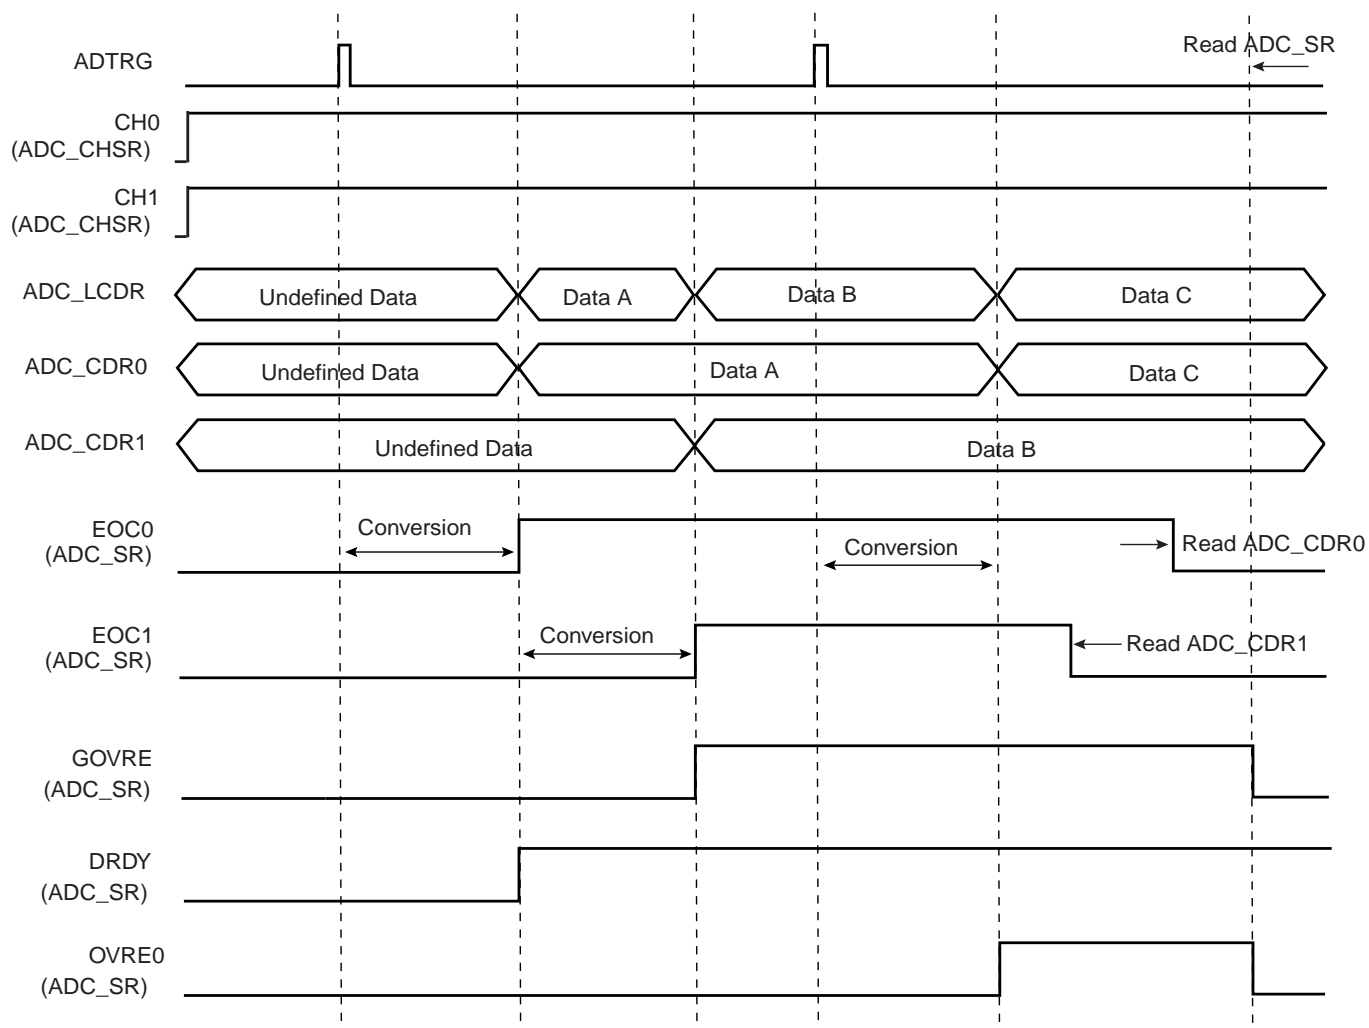 Read ADC_SR
ADTRG
CH0
(ADC_CHSR)
CH1
(ADC_CHSR)
ADC_LCDR
Undefined Data
Data A
Data B
Data C
ADC_CDR0
Undefined Data
Data A
Data C
ADC_CDR1
Undefined Data
Data B
EOC0
(ADC_SR)
Conversion
Conversion
Read ADC_CDR0
EOC1
(ADC_SR)
Conversion
Read ADC_CDR1
GOVRE
(ADC_SR)
DRDY
(ADC_SR)
OVRE0
(ADC_SR)